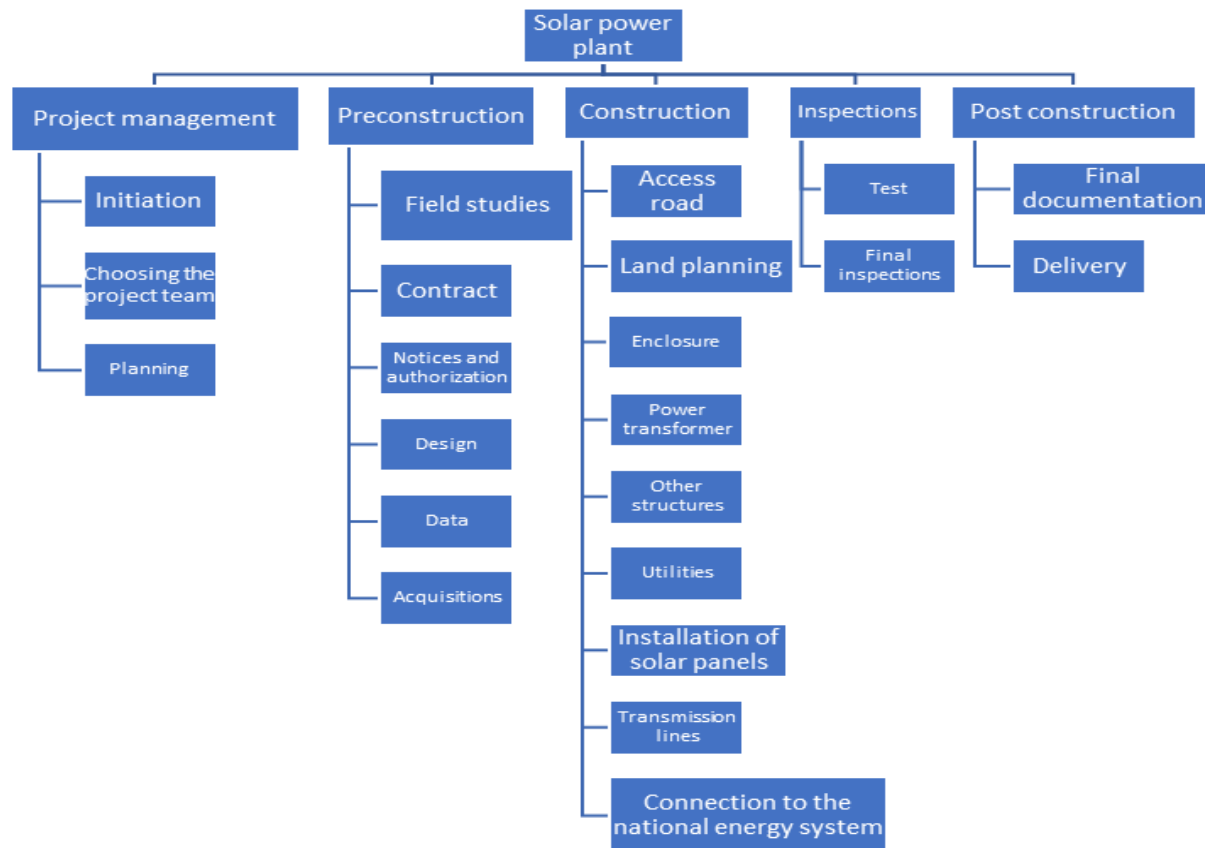 Solar power
plant
Project management
Initiation
Choosing the
project team
Planning
Preconstruction
Field studies
Contract
Notices and
authorization
Design
Data
Acquisitions
Construction
Access
road
Land planning
Enclosure
Power
transformer
Other
structures
Utilities
Installation of
solar panels
Transmission
lines
Connection to the
national energy system
Inspections
Test
Final
inspections
Post construction
Final
documentation
Delivery